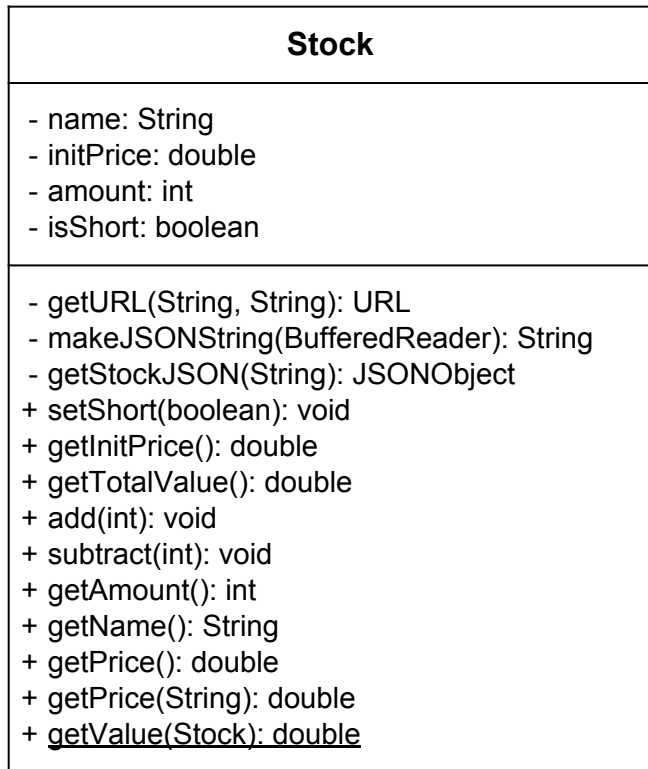 Stock
- name: String
- initPrice: double
- amount: int
- isShort: boolean
- getURL(String, String): URL
- makeJSONString(BufferedReader): String
- getStockJSON(String): JSONObject
+ setShort(boolean): void
+ getInitPrice(): double
+ getTotalValue(): double
+ add(int): void
+ subtract(int): void
+ getAmount(): int
+ getName(): String
+ getPrice(): double
+ getPrice(String): double
+ getValue(Stock): double